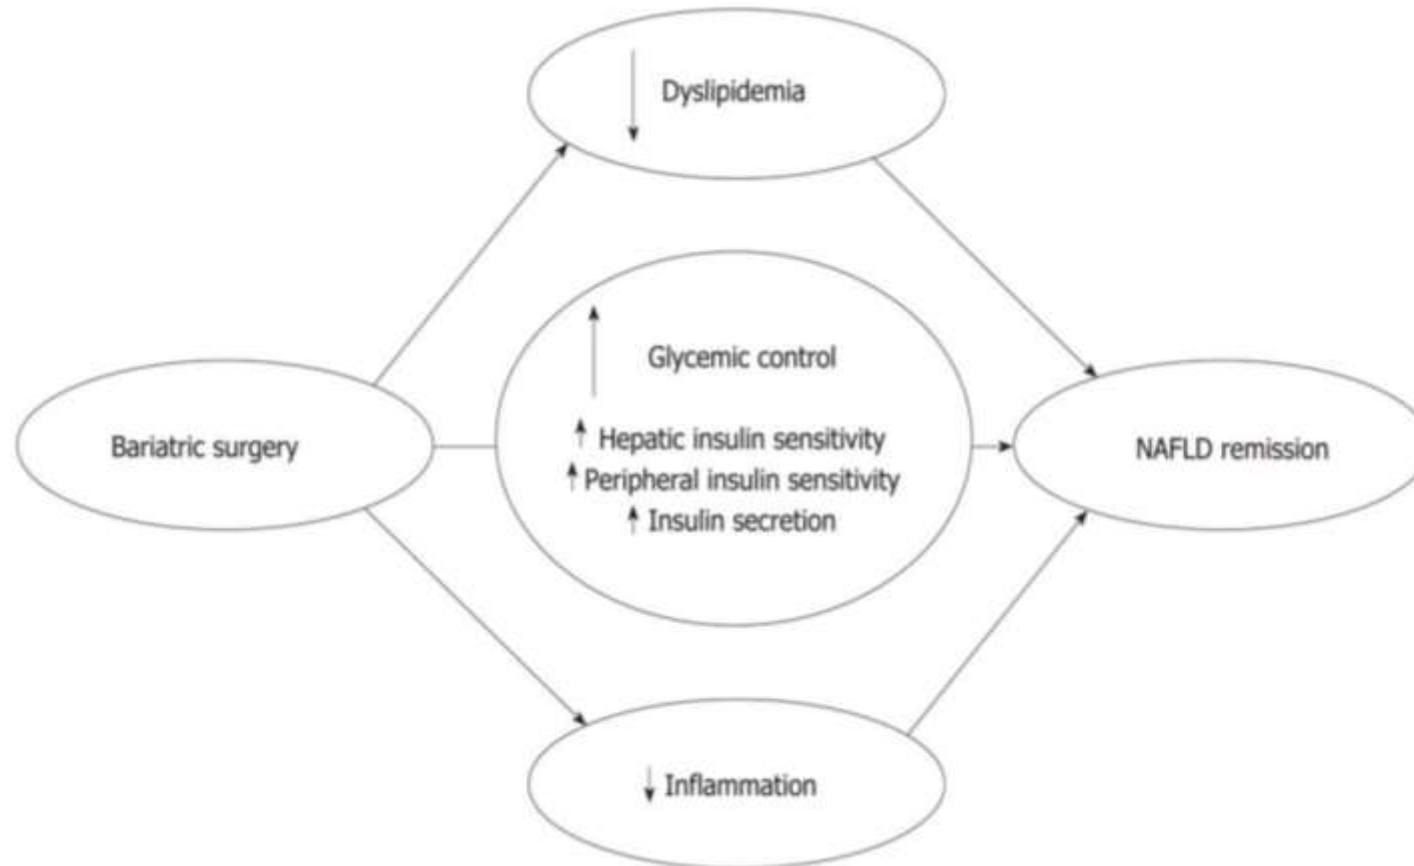 Dyslipidemia
Glycemic control
Hepatic insulin sensitivity
Peripheral insulin sensitivity
Insulin secretion
Bariatric surgery
NAFLD remission
Inflammation